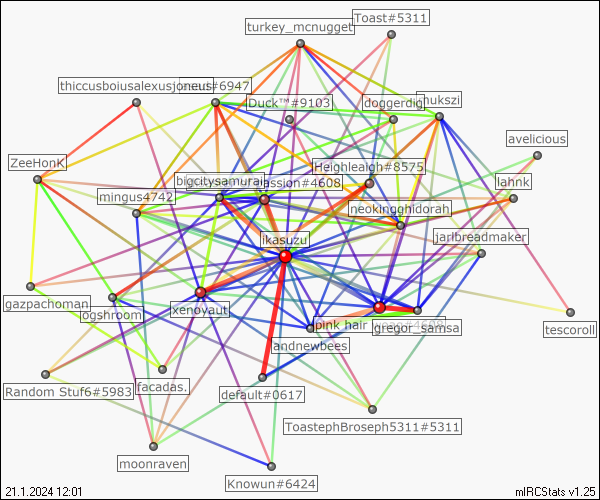 Toast#5311
turkey_mcnugget
thiccusboiusalexusjoneus
#6947
Duck™#9103
doggerdig
hukszi
avelicious
ZeeHonK
Heighleaigh#8575
bigcitysamurai
assion#4608
lahnk
mingus4742
neokingghidorah
ikasuzu
jarlbreadmaker
gazpachoman
ogshroom
xenovaut
pink hair
gregor_samsa
tescoroll
landnewbees
Random Stuf6#5983
facadas.
default#0617
ToastephBroseph5311#5311
moonraven
Knowun#6424
21.1.2024 12:01
mIRCStats v1.25